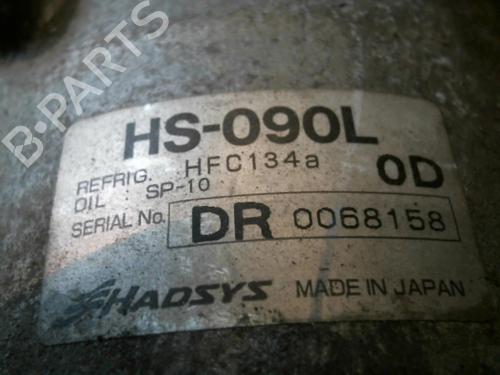 B-PARTS
HS-090L
REFRIG. HFC134a 0D
OIL SP-10
SERIAL No. DR 0068158
HADSYS MADE IN JAPAN